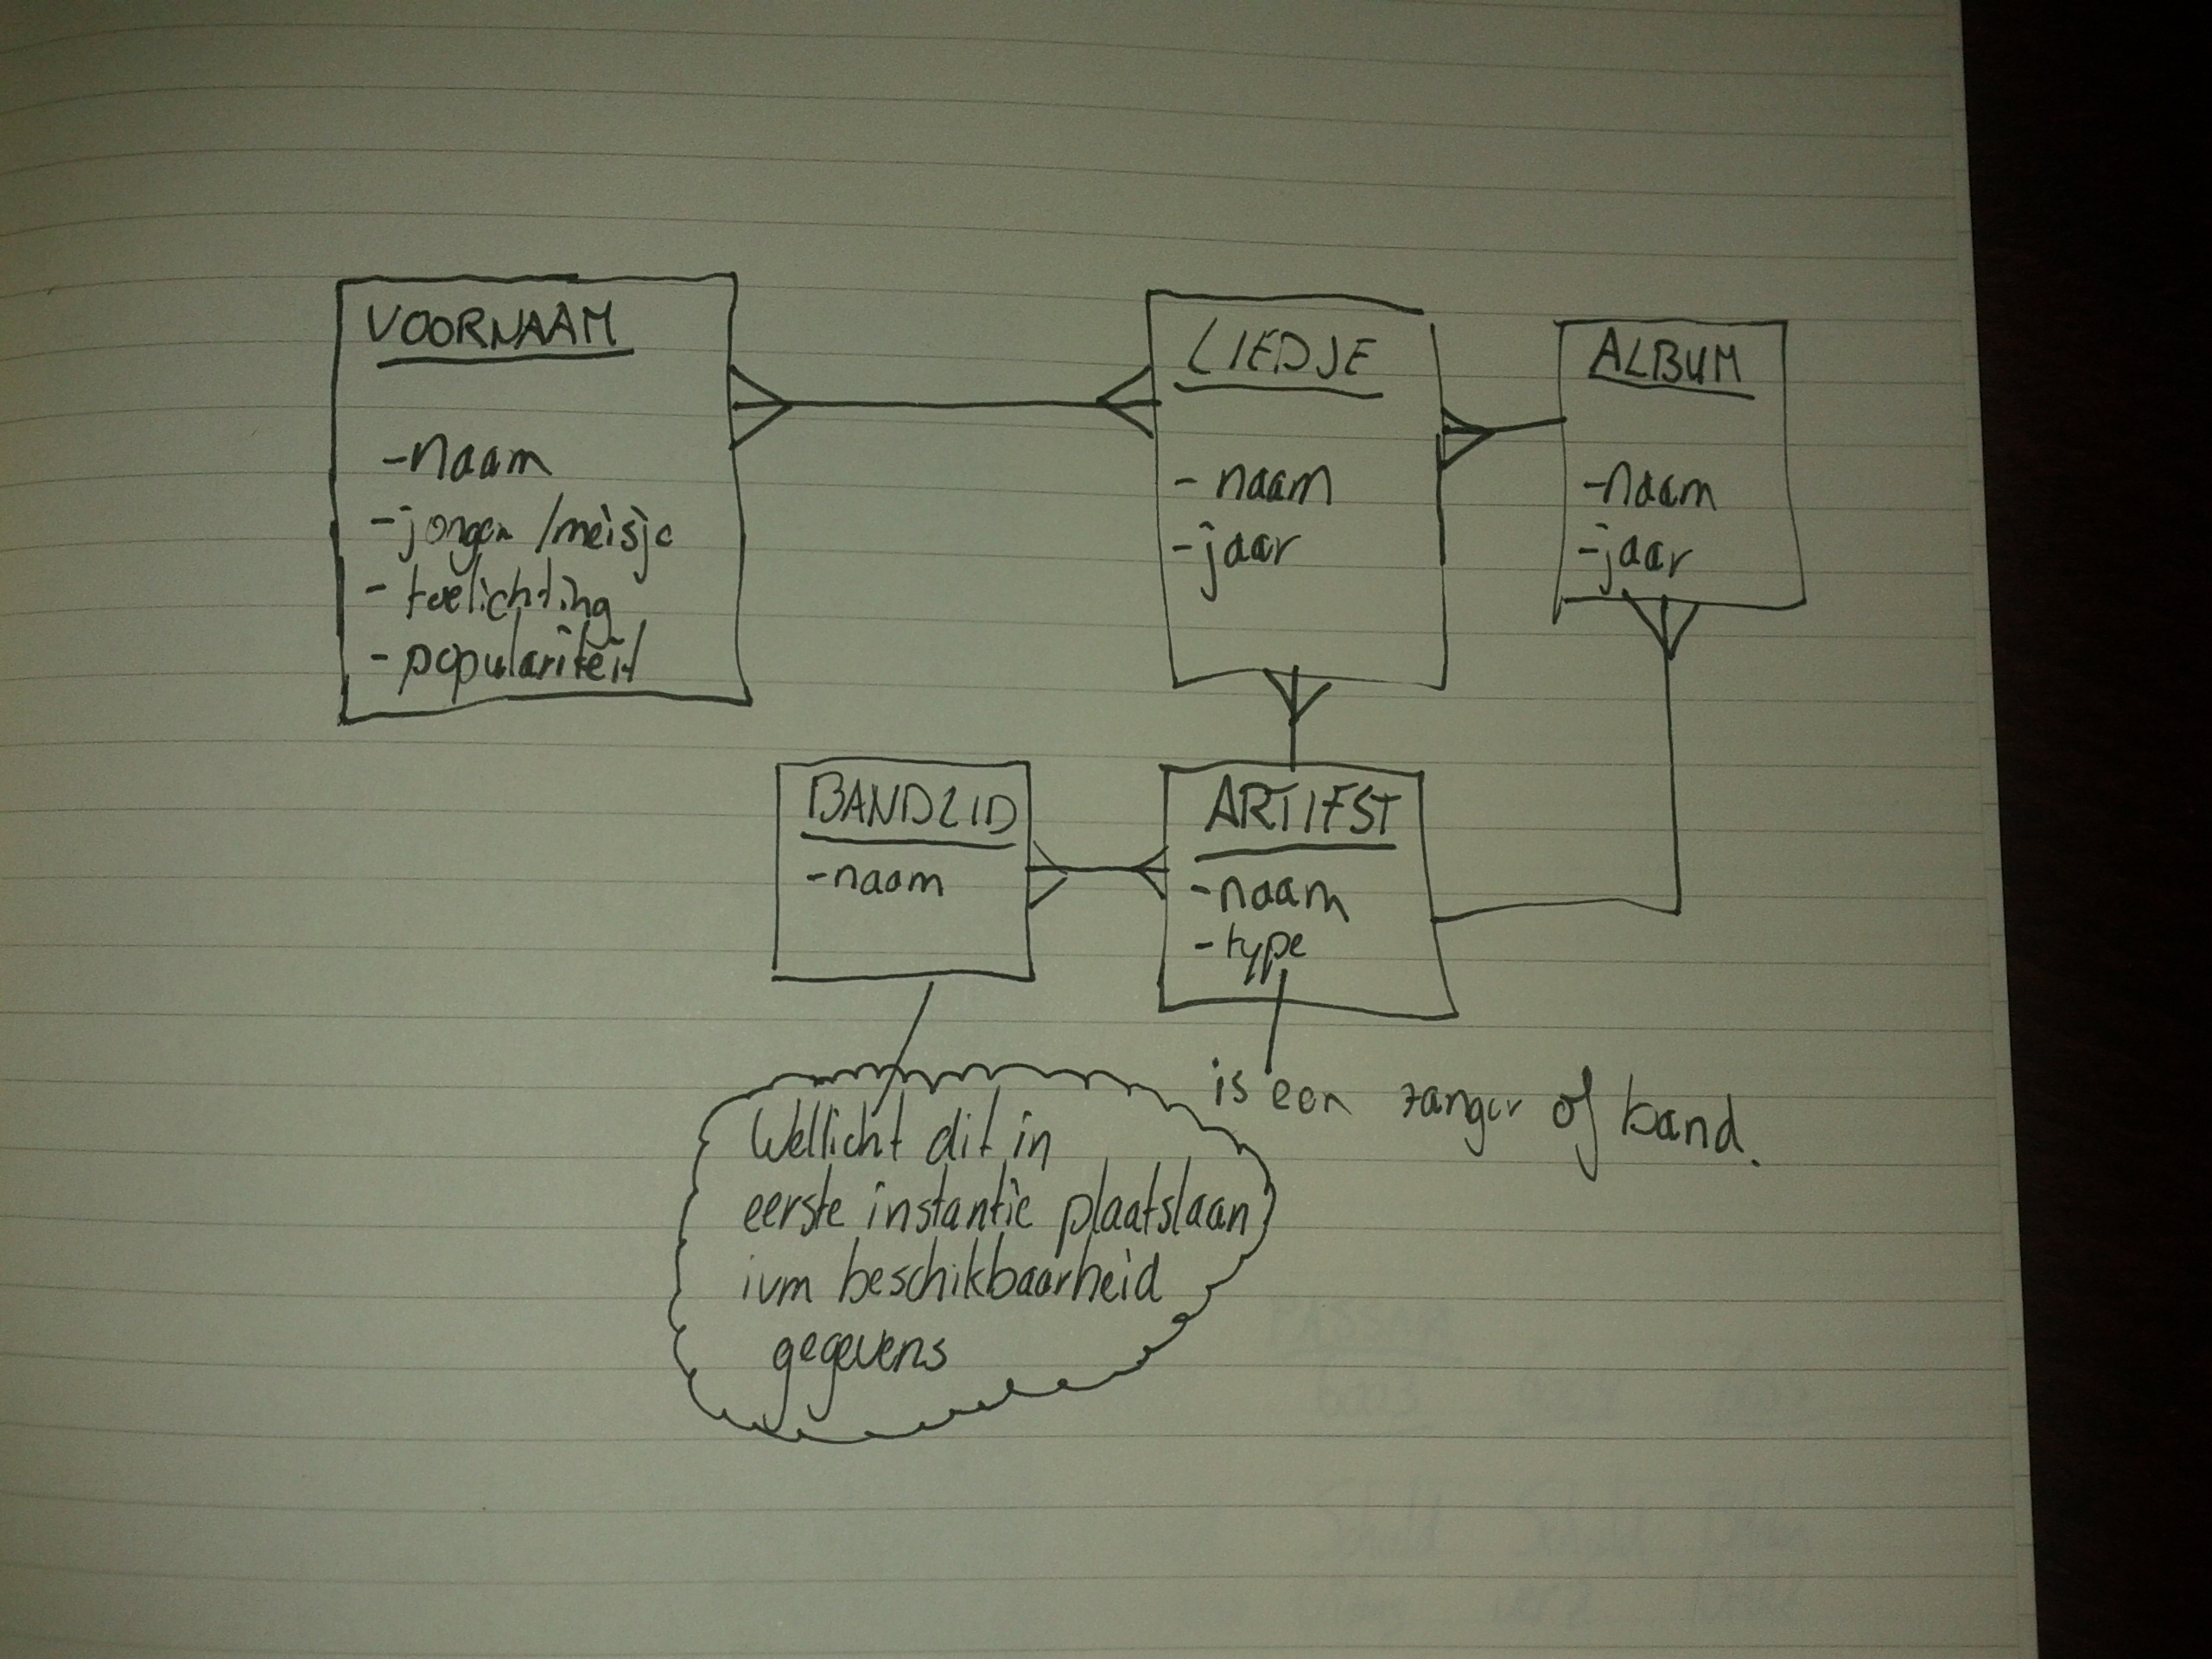 VOORNAAM
-naam
-jongen/meisje
- toelichting
- populariteit
LIEDJE
- naam
-jaar
ALBUM
-naam
-jaar
BANDLID
-naam
ARTIEST
-naam
-type
is een zanger of band.
Wellicht dit in
eerste instantie plaatslaan
ivm beschikbaarheid
gegevens